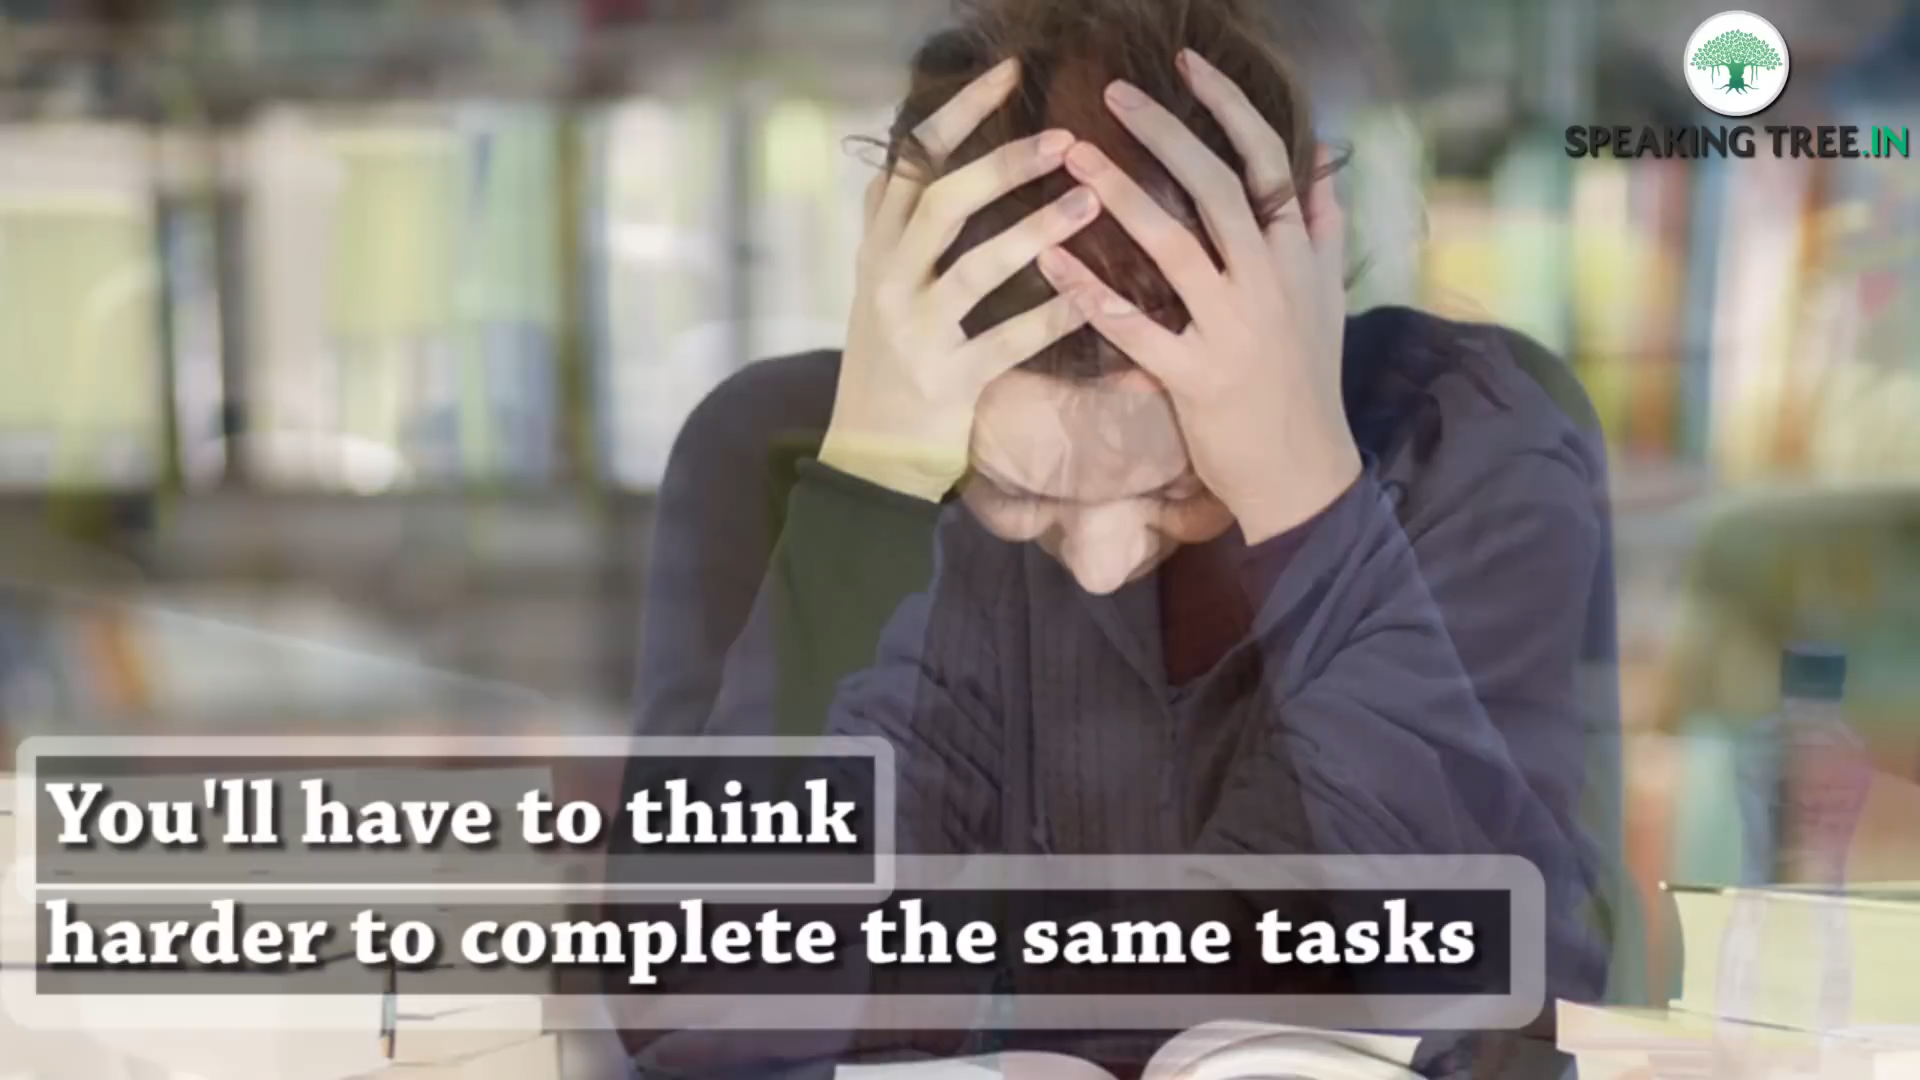 SPEAKING TREE.IN
You'll have to think
harder to complete the same tasks